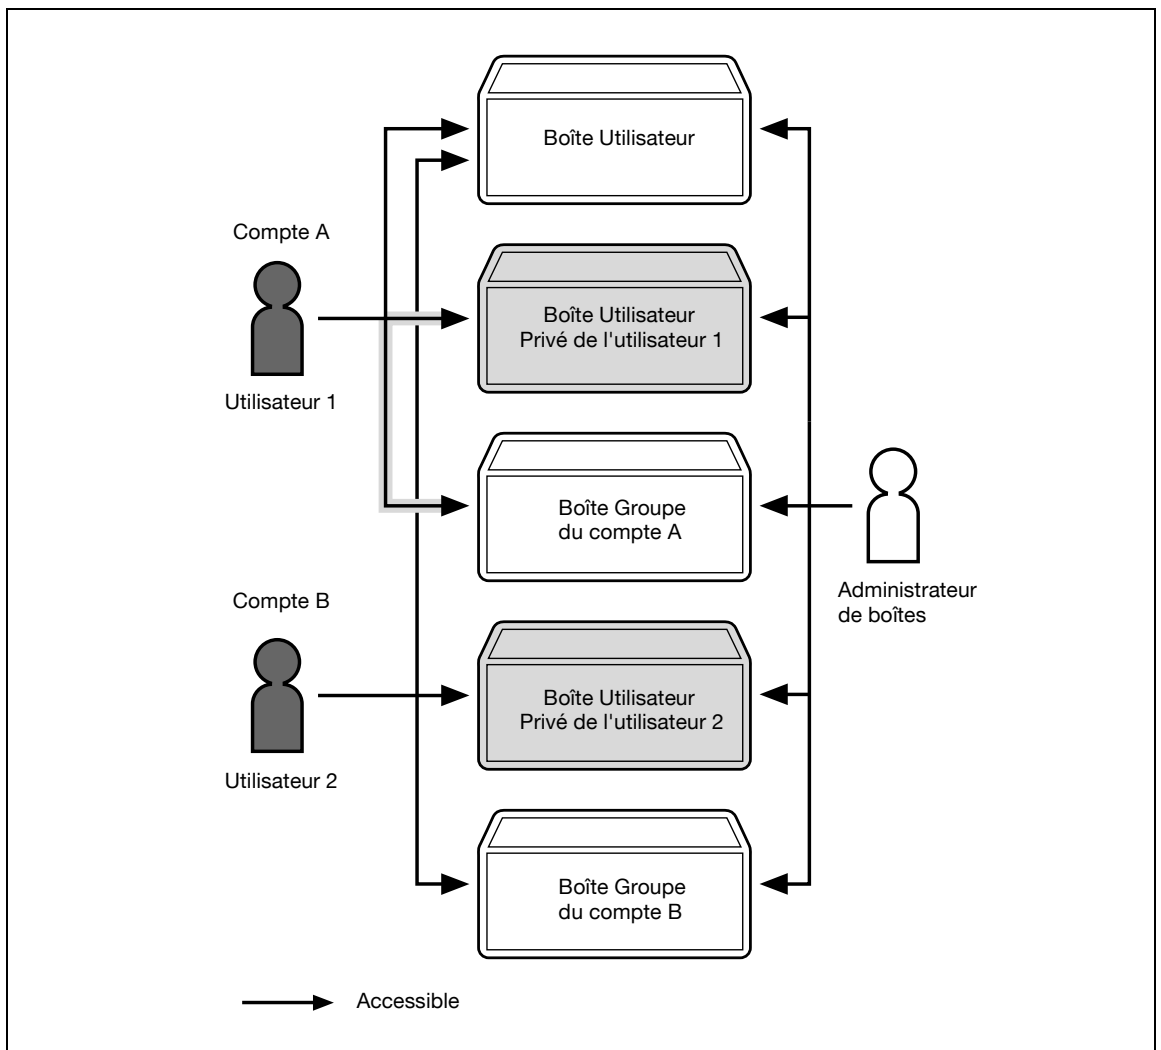 Boîte Utilisateur
Compte A
Boîte Utilisateur
Privé de l'utilisateur 1
Utilisateur 1
Boîte Groupe
du compte A
Administrateur
de boîtes
Compte B
Boîte Utilisateur
Privé de l'utilisateur 2
Utilisateur 2
Boîte Groupe
du compte B
Accessible